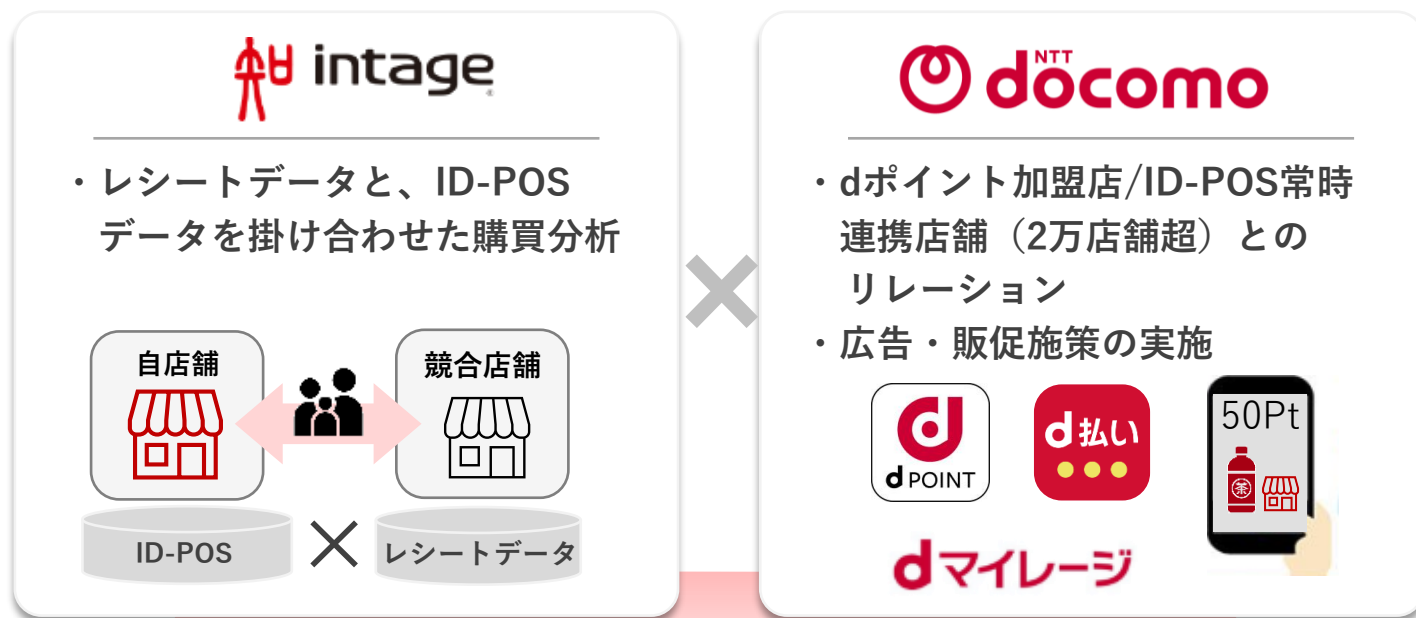 intage
・レシートデータと、ID-POS
データを掛け合わせた購買分析
自店舗
競合店舗
ID-POS
×
レシートデータ
×
NTT
docomo
・dポイント加盟店/ID-POS常時
連携店舗（2万店舗超）との
リレーション
・広告・販促施策の実施
d
d POINT
d払い
50Pt
茶
dマイレージ